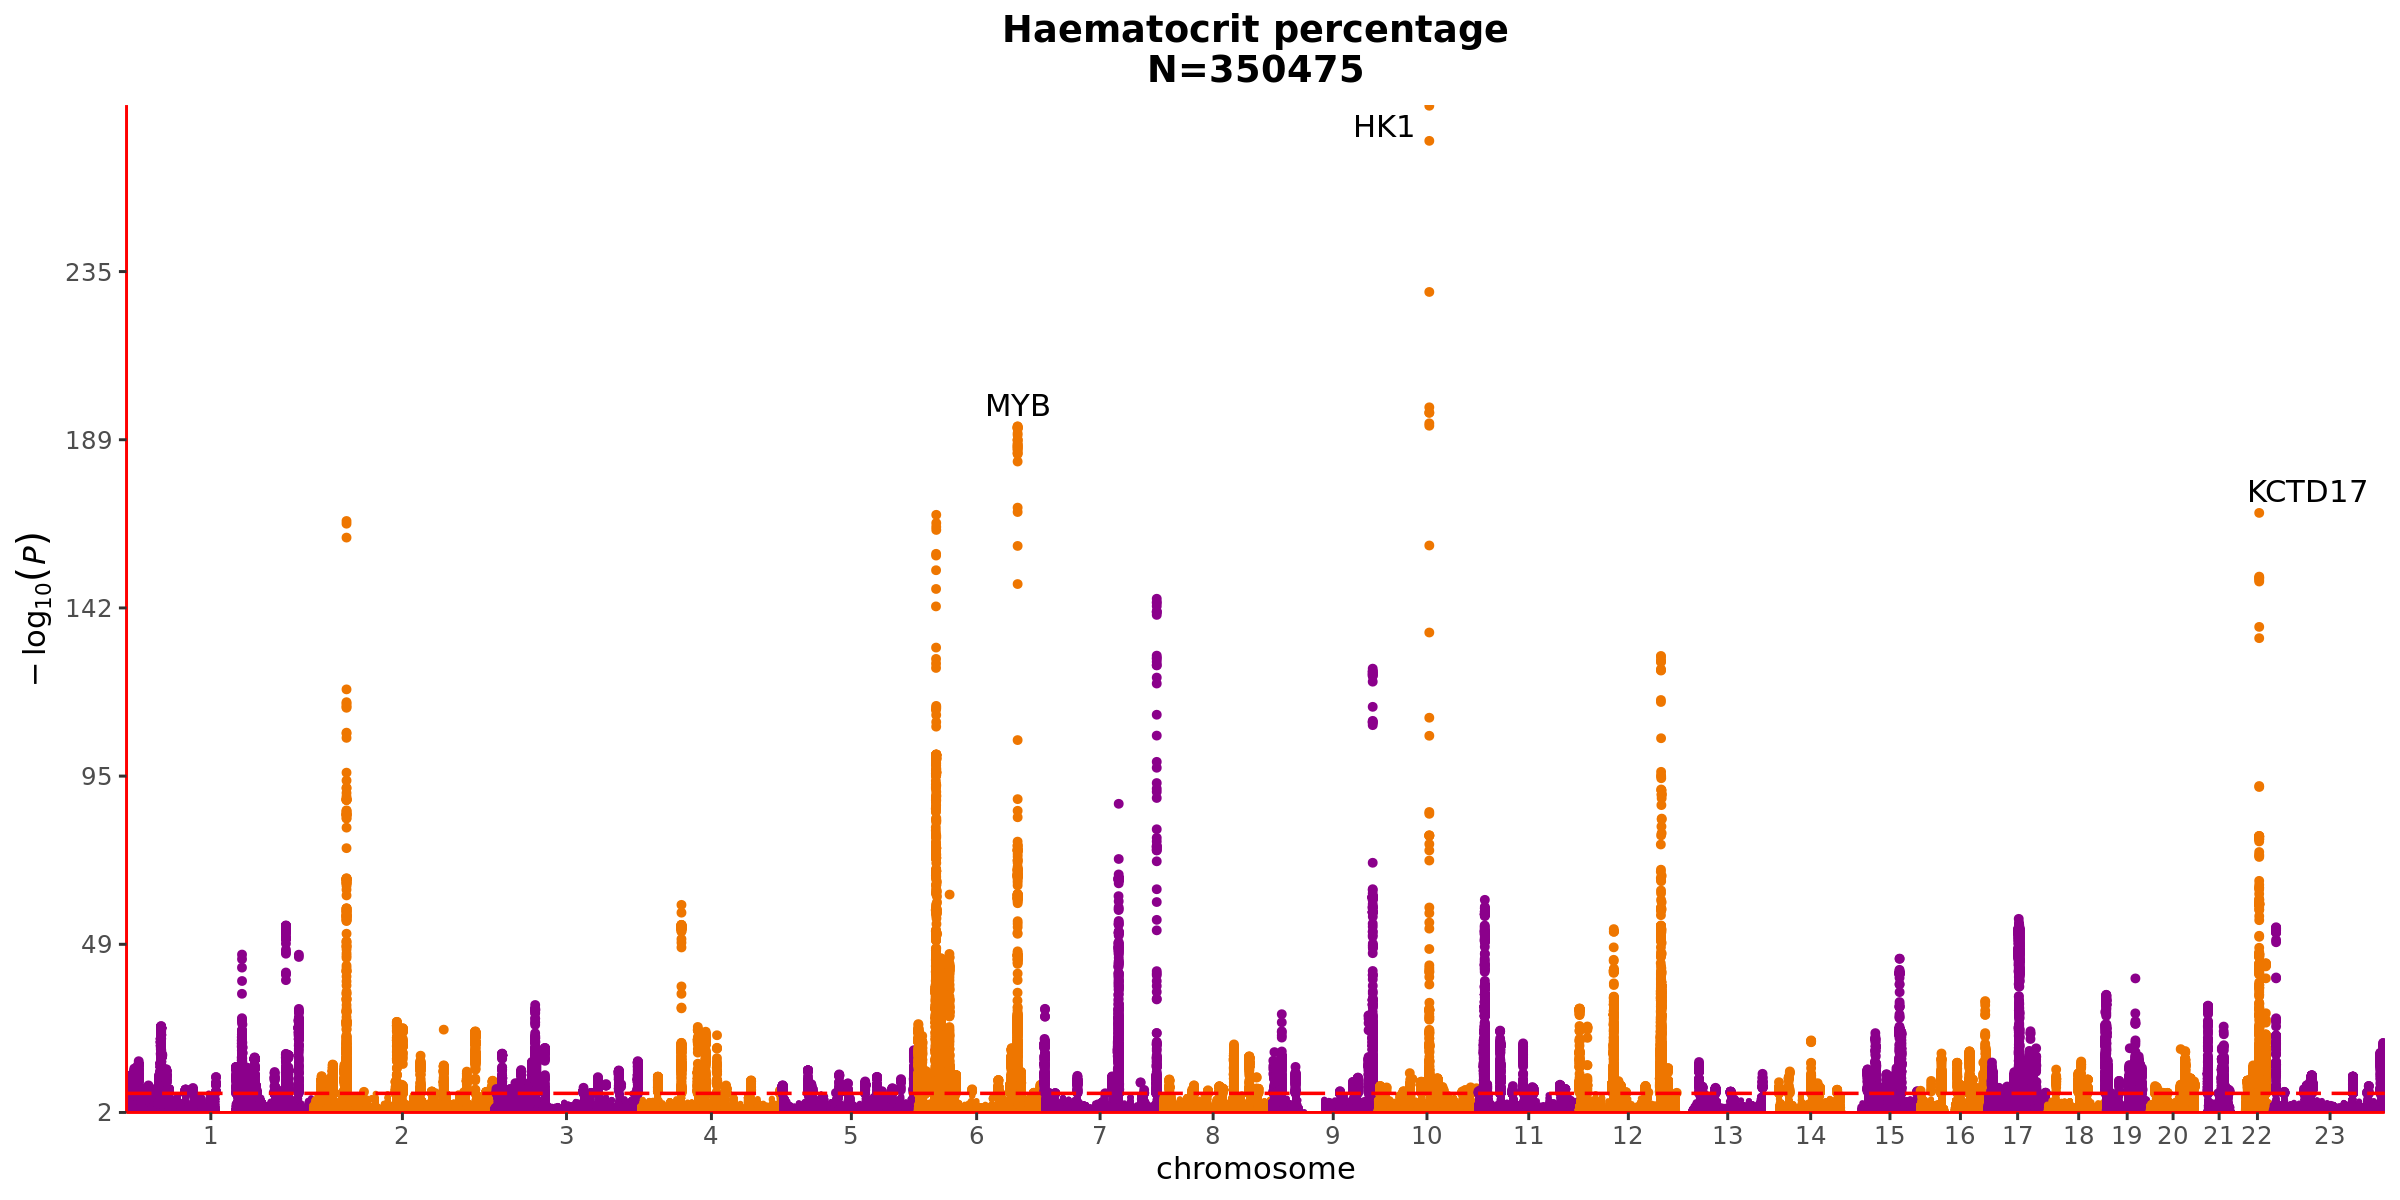 Haematocrit percentage
N=350475
HK1
235
MYB
189
KCTD17
142
95
49
2
−log10(P)
1 2 3 4 5 6 7 8 9 10 11 12 13 14 15 16 17 18 19 20 21 22 23
chromosome